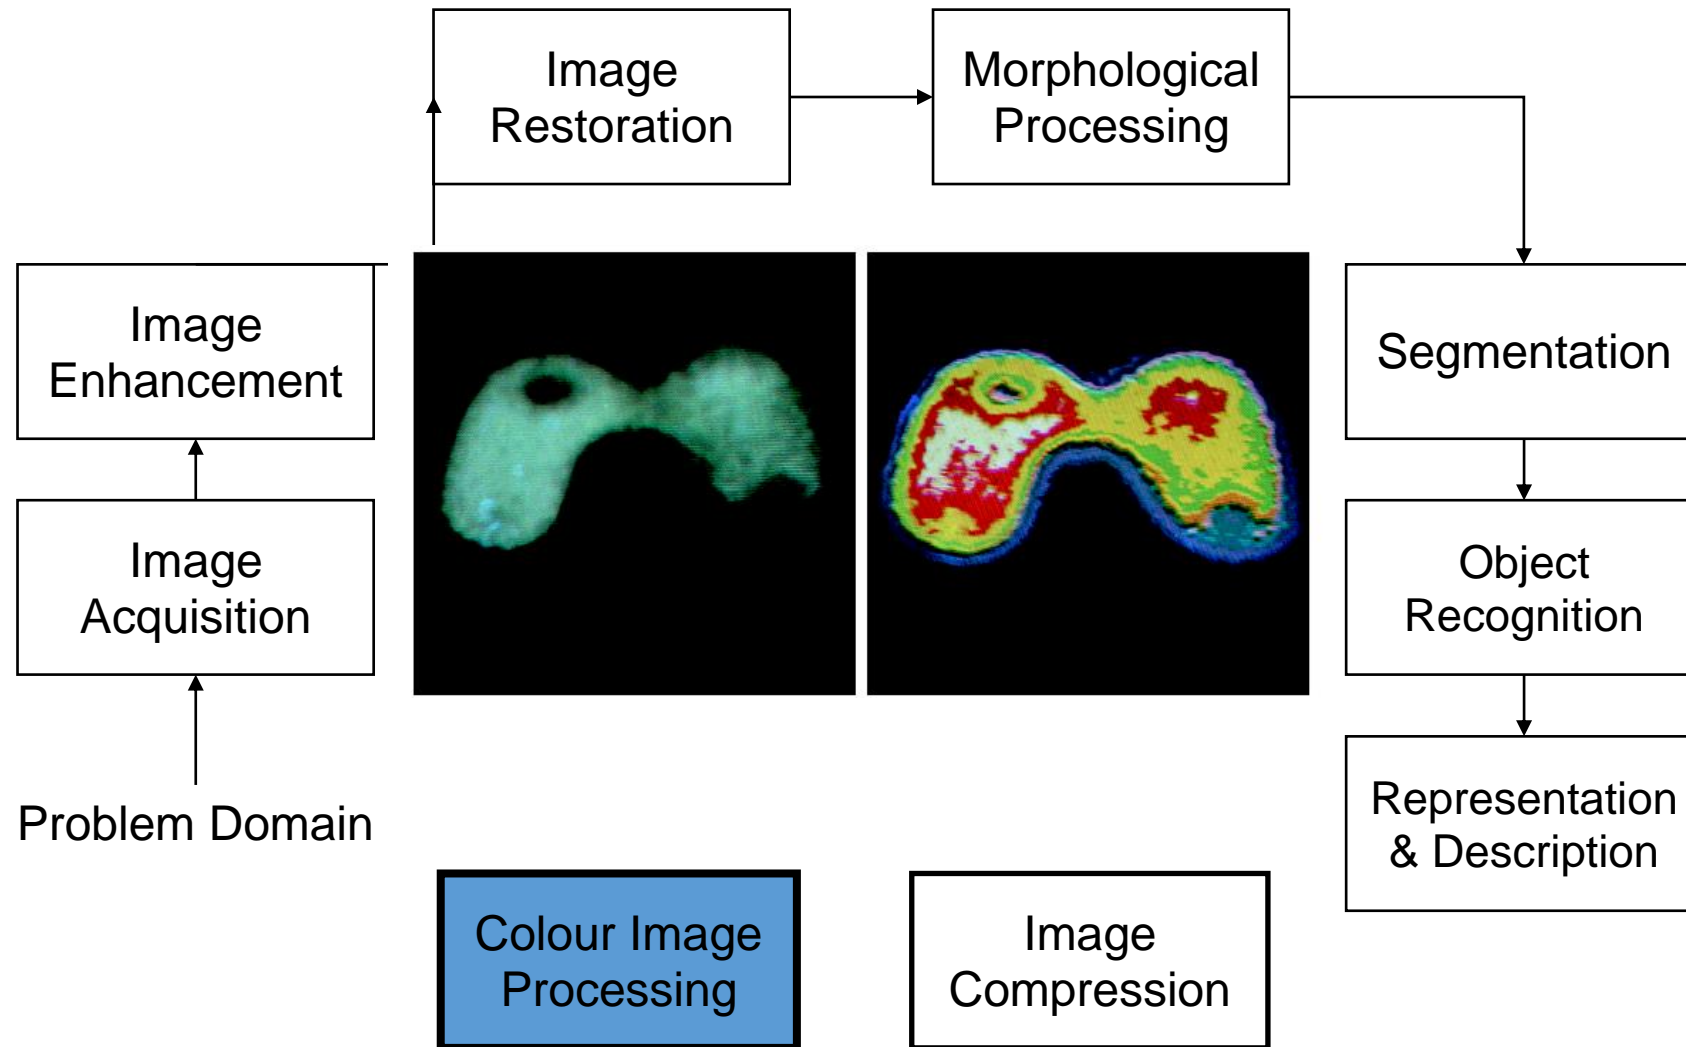 Image
Restoration
Morphological
Processing
Image
Enhancement
Segmentation
Image
Acquisition
Object
Recognition
Problem Domain
Representation
& Description
Colour Image
Processing
Image
Compression